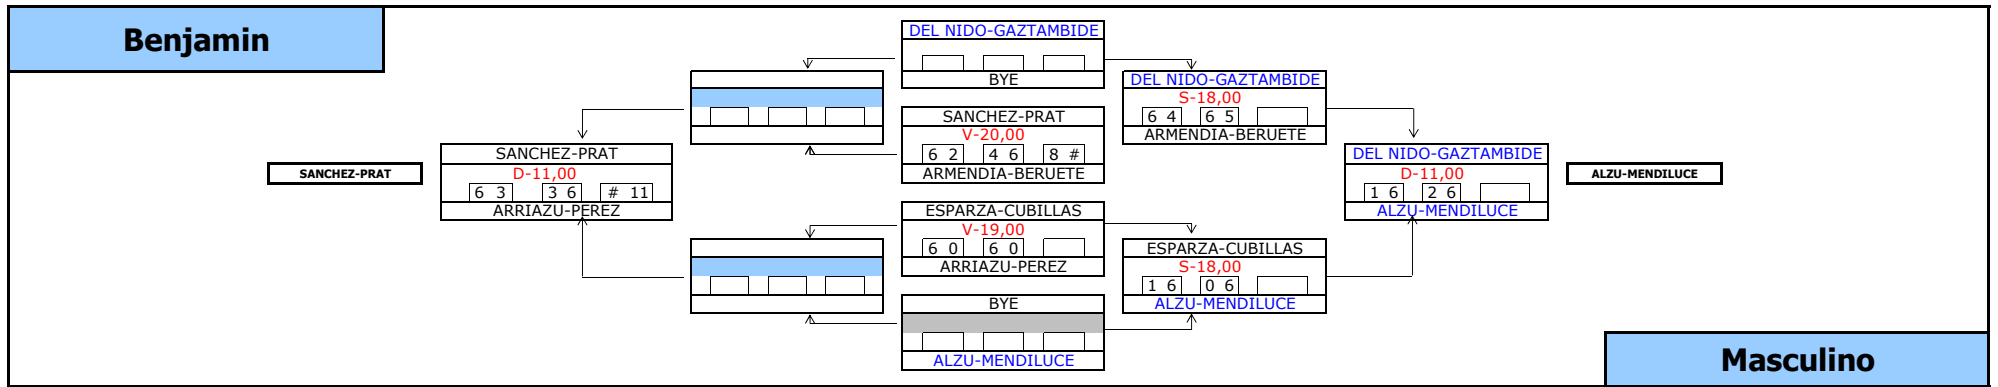 Benjamin
DEL NIDO-GAZTAMBIDE
BYE
SANCHEZ-PRAT
V-20,00
6 2 4 6 8 #
ARMENDIA-BERUETE
ESPARZA-CUBILLAS
V-19,00
6 0 6 0
ARRIAZU-PEREZ
BYE
ALZU-MENDILUCE
SANCHEZ-PRAT
SANCHEZ-PRAT
D-11,00
6 3 3 6 # 11
ARRIAZU-PEREZ
DEL NIDO-GAZTAMBIDE
S-18,00
6 4 6 5
ARMENDIA-BERUETE
ESPARZA-CUBILLAS
S-18,00
1 6 0 6
ALZU-MENDILUCE
DEL NIDO-GAZTAMBIDE
D-11,00
1 6 2 6
ALZU-MENDILUCE
ALZU-MENDILUCE
Masculino